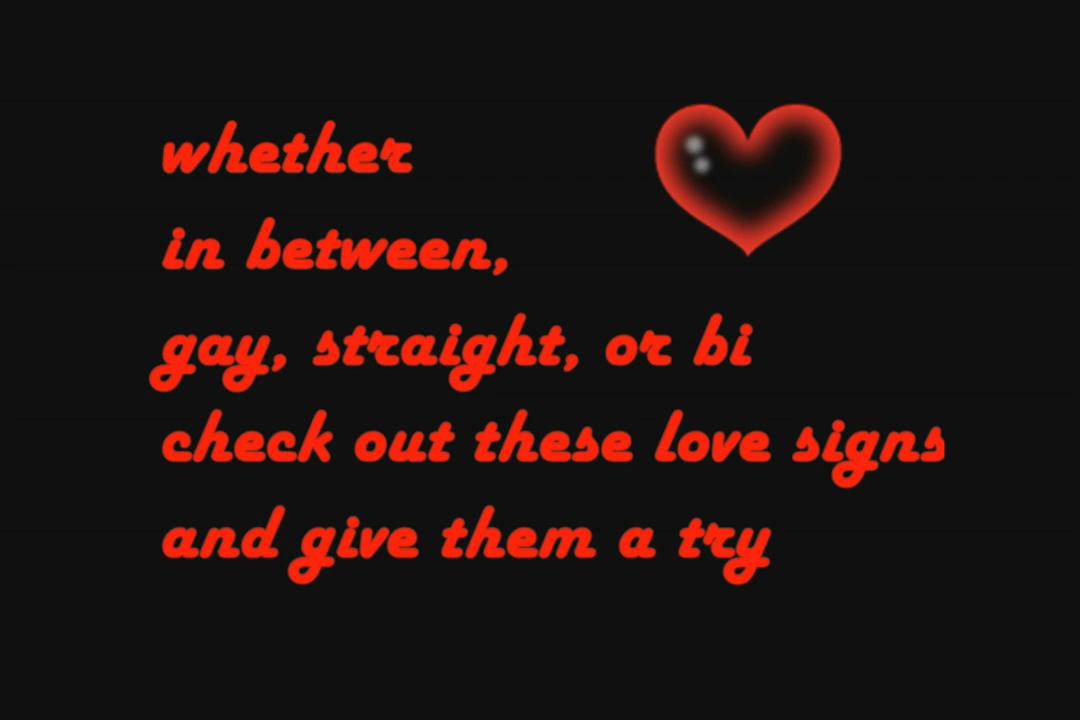 whether
in between,
gay, straight, or bi
check out these love signs
and give them a try